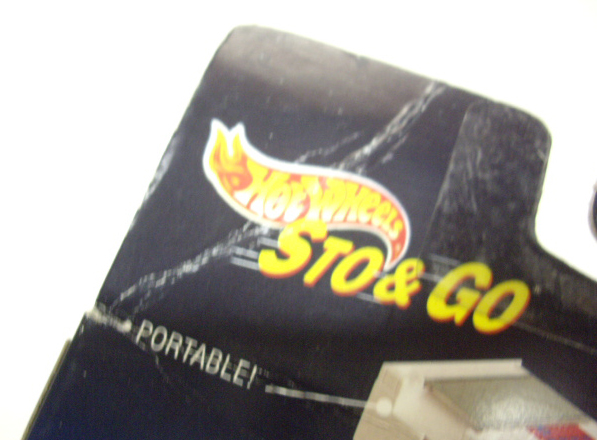 Hot Wheels
STO & GO
PORTABLE!